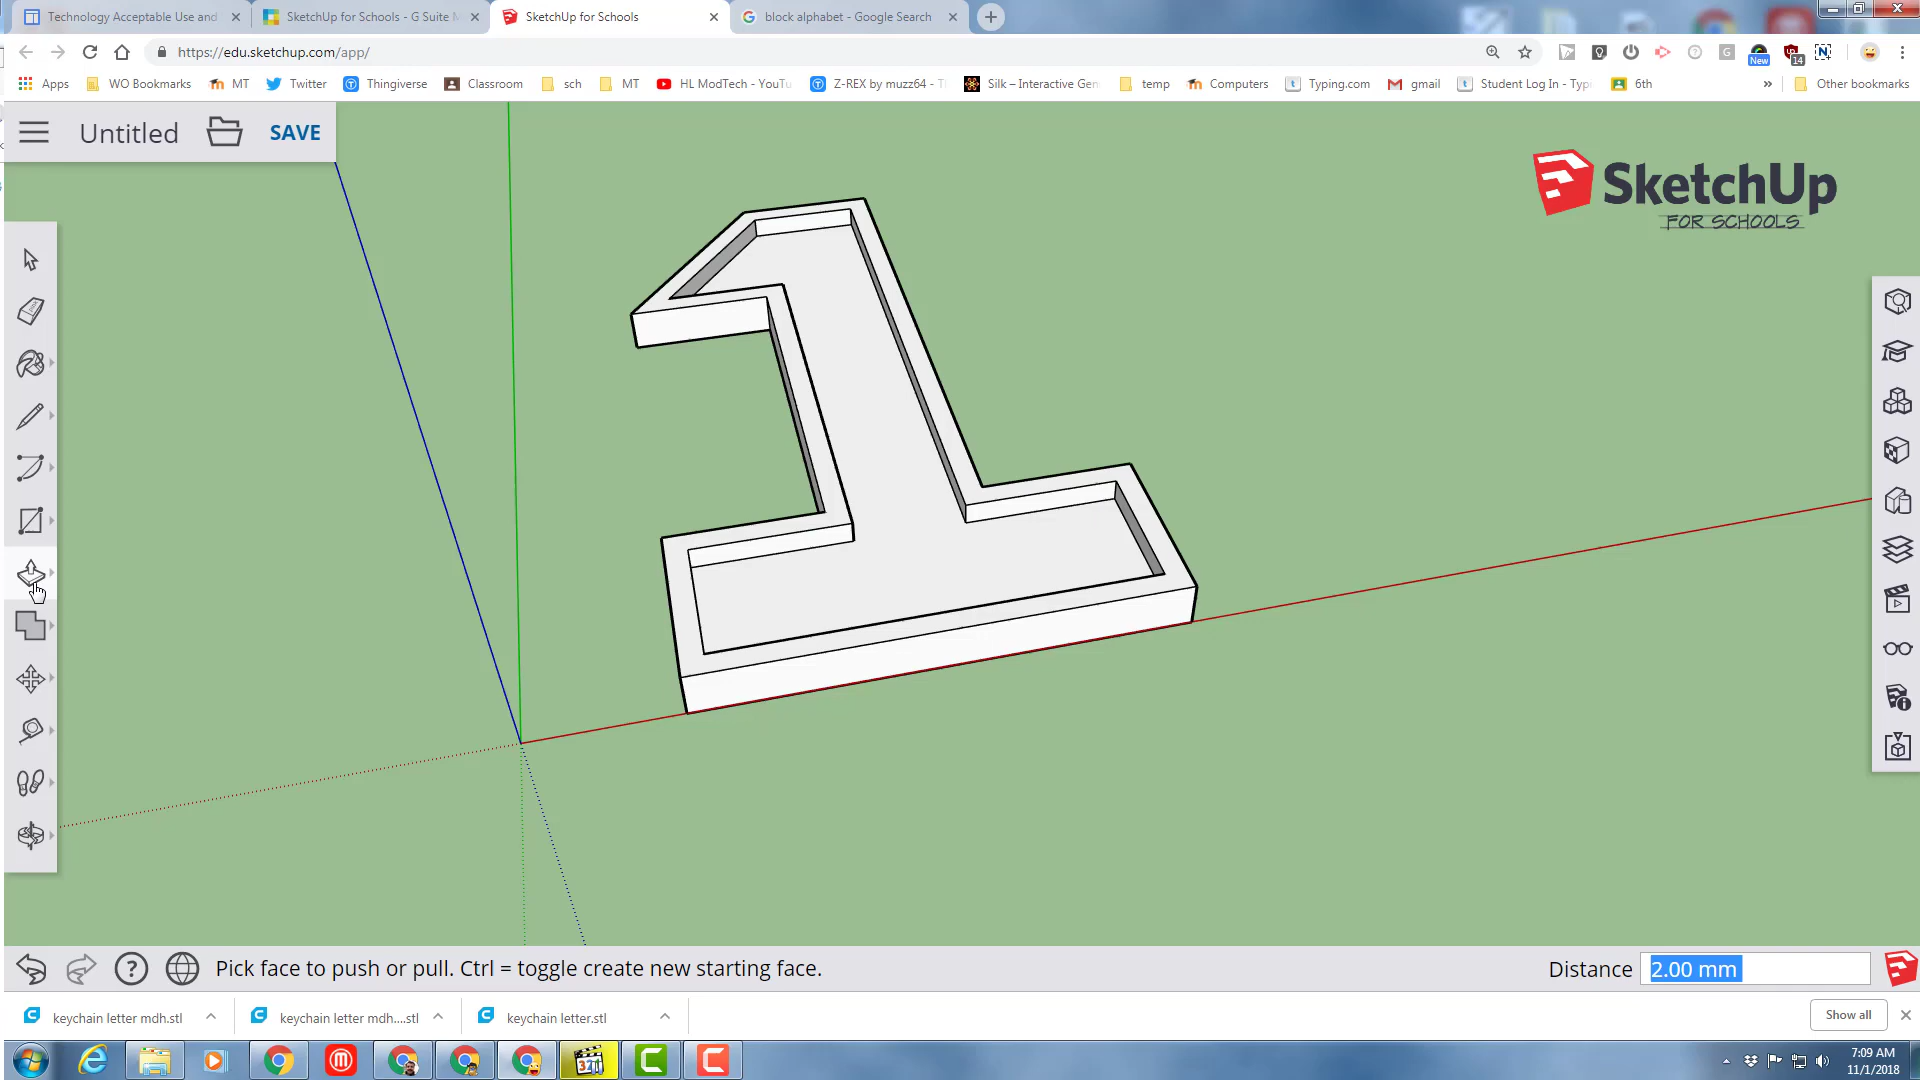 Technology Acceptable Use and
SketchUp for Schools - G Suite M
SketchUp for Schools
block alphabet - Google Search
https://edu.sketchup.com/app/
New
14
Apps
WO Bookmarks
MT
Twitter
Thingiverse
Classroom
sch
MT
HL ModTech - YouTu
Z-REX by muzz64 - T
Silk – Interactive Gen
temp
Computers
Typing.com
gmail
Student Log In - Typi
6th
»
Other bookmarks
Untitled
SAVE
SketchUp
FOR SCHOOLS
Pick face to push or pull. Ctrl = toggle create new starting face.
Distance
2.00 mm
keychain letter mdh.stl
keychain letter mdh....stl
keychain letter.stl
Show all
7:09 AM
11/1/2018